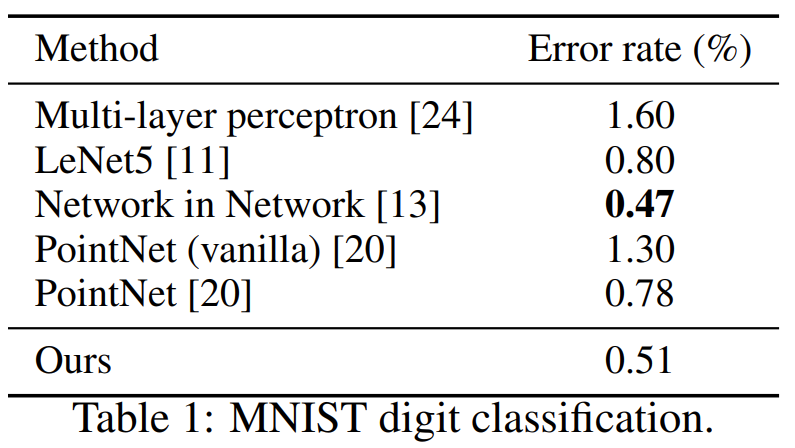 Method Error rate (%)
Multi-layer perceptron [24] 1.60
LeNet5 [11] 0.80
Network in Network [13] 0.47
PointNet (vanilla) [20] 1.30
PointNet [20] 0.78
Ours 0.51
Table 1: MNIST digit classification.